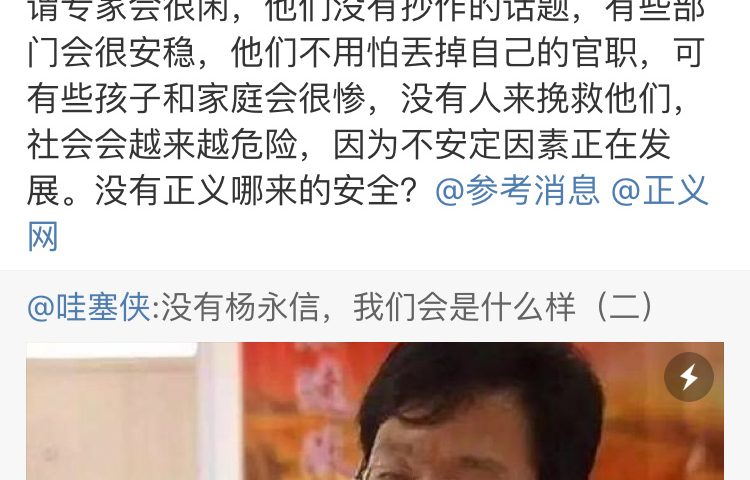 谓专家会很闲，他们没有抄作的话题，有些部
门会很安稳，他们不用怕丢掉自己的官职，可
有些孩子和家庭会很惨，没有人来挽救他们，
社会会越来越危险，因为不安定因素正在发
展。没有正义哪来的安全？@参考消息 @正义
网
@哇塞侠:没有杨永信，我们会是什么样（二）